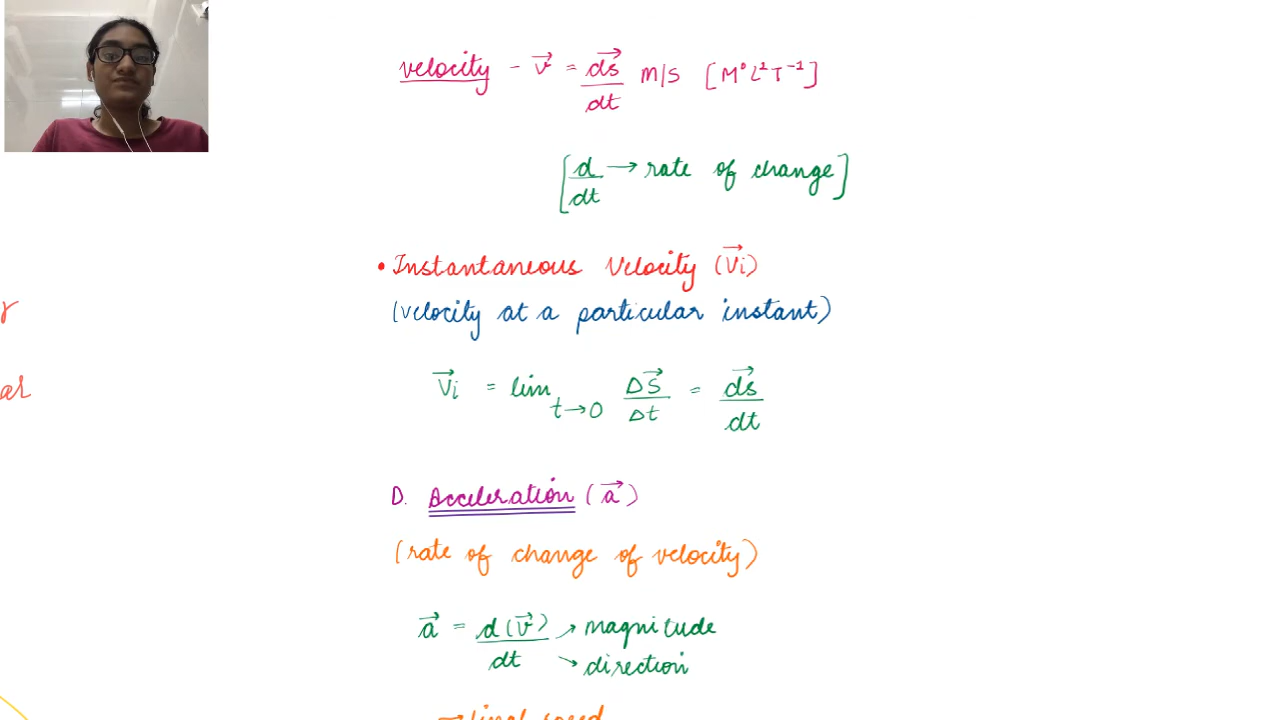 velocity - v⃗ = ds⃗/dt m/s [M⁰L¹T⁻¹]
[d/dt → rate of change]
• Instantaneous Velocity (v⃗i)
(velocity at a particular instant)
v⃗i = lim t→0 Δs⃗/Δt = ds⃗/dt
D. Acceleration (a⃗)
(rate of change of velocity)
a⃗ = d(v⃗)/dt → magnitude
→ direction